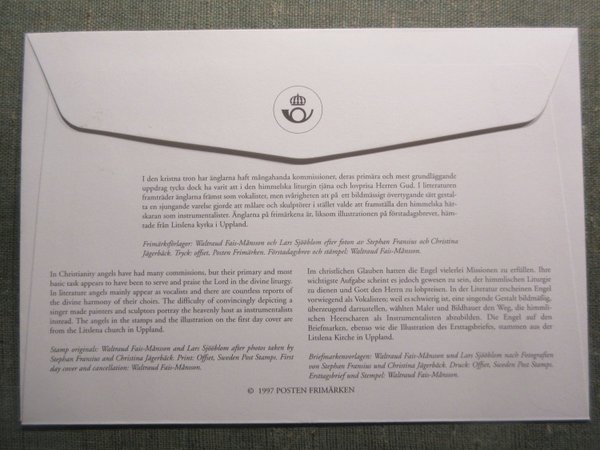 I den kristna tron har änglarna haft mångahanda kommissioner, deras primära och mest grundläggande
uppdrag tycks dock ha varit att i den himmelska liturgin tjäna och lovprisa Herren Gud. I litteraturen
framträder änglarna främst som vokalister, men svårigheten att på ett bildmässigt övertygande sätt gestal-
ta en sjungande varelse gjorde att målare och skulptörer i stället valde att framställa den himmelska här-
skaran som instrumentalister. Änglarna på frimärkena är, liksom illustrationen på förstadagsbrevet, häm-
tade från Litslena kyrka i Uppland.
Frimärksförlagor: Waltraud Fais-Månsson och Lars Sjööblom efter foton av Stephan Fransius och Christina
Jägerbäck. Tryck: offset, Posten Frimärken. Förstadagsbrev och stämpel: Waltraud Fais-Månsson.
In Christianity angels have had many commissions, but their primary and most
basic task appears to have been to serve and praise the Lord in the divine liturgy.
In literature angels mainly appear as vocalists and there are countless reports of
the divine harmony of their choirs. The difficulty of convincingly depicting a
singer made painters and sculptors portray the heavenly host as instrumentalists
instead. The angels in the stamps and the illustration on the first day cover are
from the Litslena church in Uppland.
Stamp originals: Waltraud Fais-Månsson and Lars Sjööblom after photos taken by
Stephan Fransius and Christina Jägerbäck. Print: Offset, Sweden Post Stamps. First
day cover and cancellation: Waltraud Fais-Månsson.
Im christlichen Glauben hatten die Engel vielerlei Missionen zu erfüllen. Ihre
wichtigste Aufgabe scheint es jedoch gewesen zu sein, der himmlischen Liturgie
zu dienen und Gott den Herrn zu lobpreisen. In der Literatur erscheinen Engel
vorwiegend als Vokalisten; weil es schwierig ist, eine singende Gestalt bildmäßig,
überzeugend darzustellen, wählten Maler und Bildhauer den Weg, die himmli-
schen Heerscharen als Instrumentalisten abzubilden. Die Engel auf den
Briefmarken, ebenso wie die Illustration des Ersttagsbriefes, stammen aus der
Litslena Kirche in Uppland.
Briefmarkenvorlagen: Waltraud Fais-Månsson und Lars Sjööblom nach Fotografien
von Stephan Fransius und Christina Jägerbäck. Druck: Offset, Sweden Post Stamps.
Ersttagsbrief und Stempel: Waltraud Fais-Månsson.
© 1997 POSTEN FRIMÄRKEN